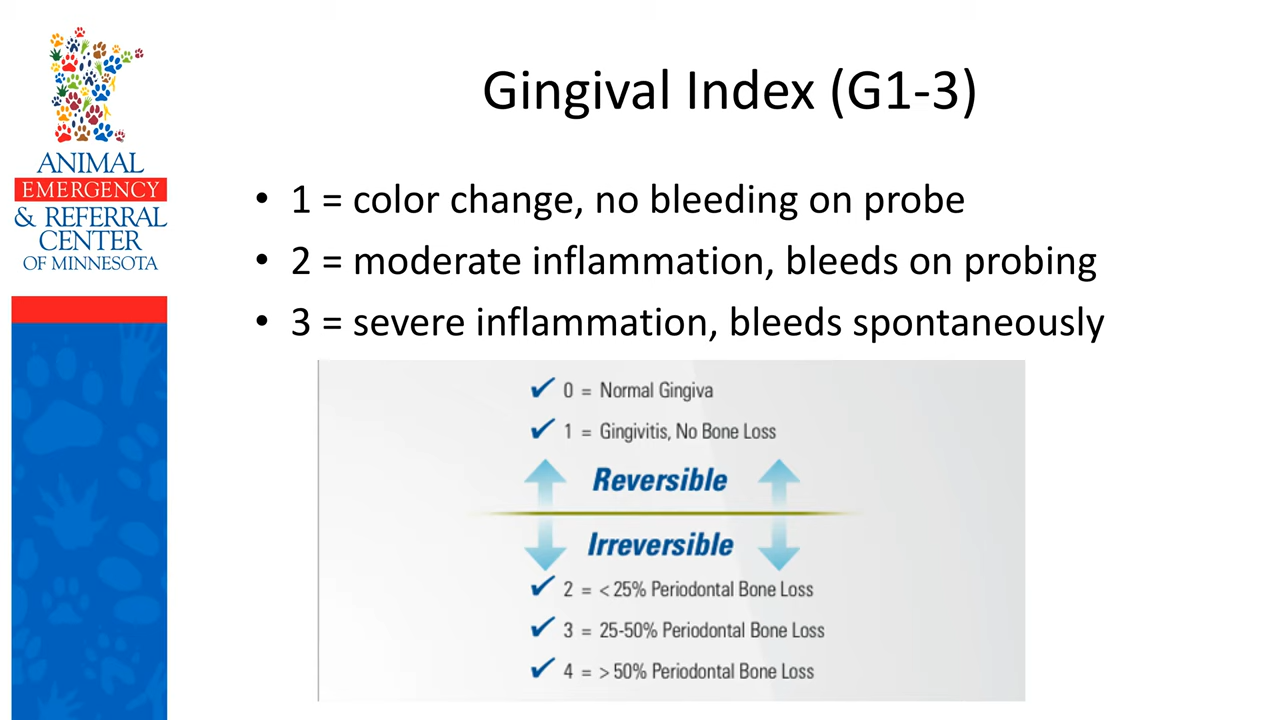 ANIMAL
EMERGENCY
& REFERRAL
CENTER
OF MINNESOTA
Gingival Index (G1-3)
• 1 = color change, no bleeding on probe
• 2 = moderate inflammation, bleeds on probing
• 3 = severe inflammation, bleeds spontaneously
✔ 0 = Normal Gingiva
✔ 1 = Gingivitis, No Bone Loss
Reversible
Irreversible
✔ 2 = < 25% Periodontal Bone Loss
✔ 3 = 25-50% Periodontal Bone Loss
✔ 4 = > 50% Periodontal Bone Loss